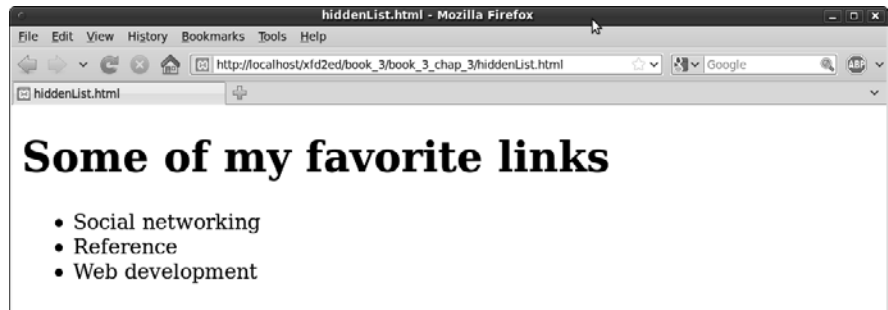 hiddenList.html - Mozilla Firefox
File Edit View History Bookmarks Tools Help
http://localhost/xfd2ed/book_3/book_3_chap_3/hiddenList.html Google ABP
hiddenList.html
Some of my favorite links
• Social networking
• Reference
• Web development